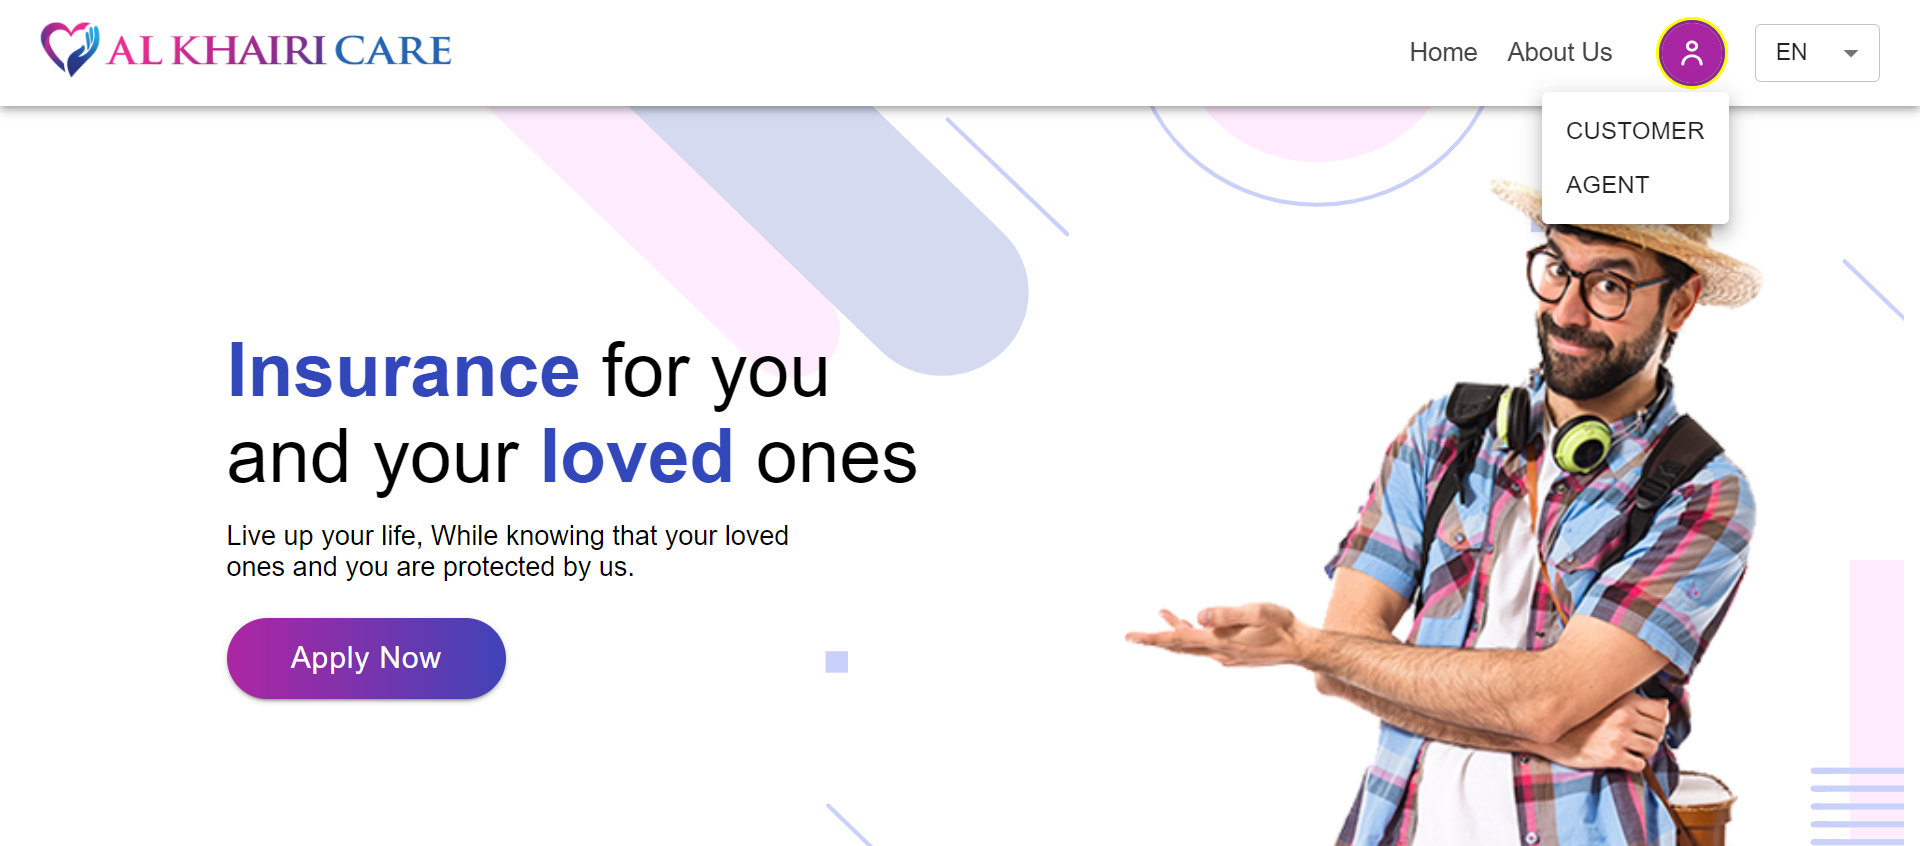 AL KHAIRI CARE
Home
About Us
EN
CUSTOMER
AGENT
Insurance for you
and your loved ones
Live up your life, While knowing that your loved
ones and you are protected by us.
Apply Now